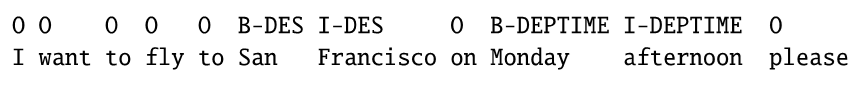 O O O O O B-DES I-DES O B-DEPTIME I-DEPTIME O
I want to fly to San Francisco on Monday afternoon please